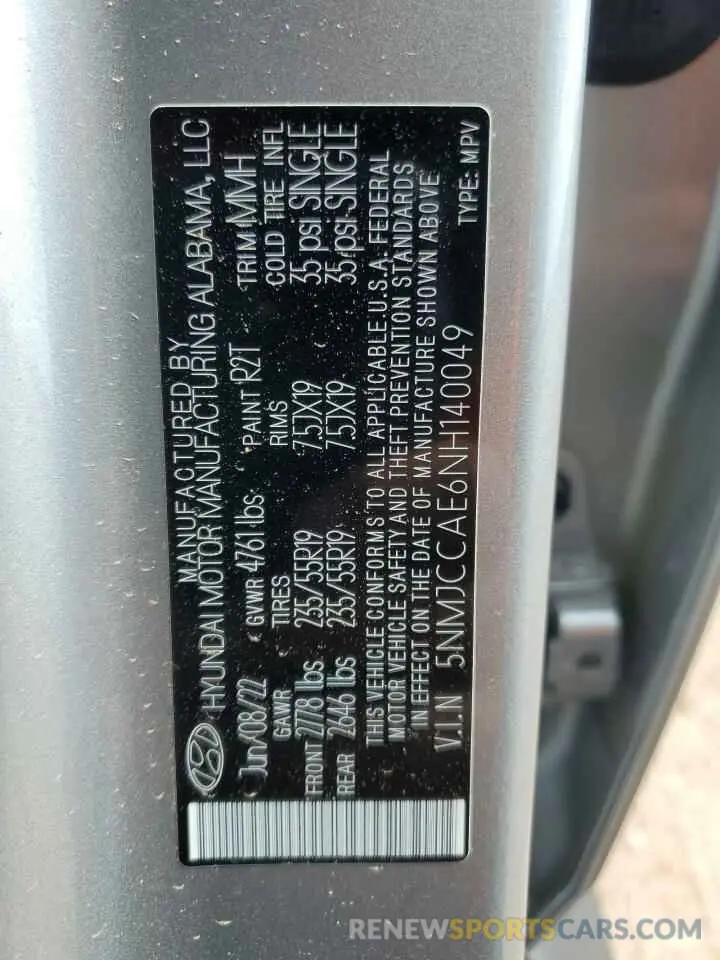 MANUFACTURED BY
HYUNDAI MOTOR MANUFACTURING ALABAMA, LLC
Jun/08/22 GVWR 4761 lbs PAINT R2T TRIM MMH
GAWR TIRES RIMS COLD TIRE INFL
FRONT 2778 lbs 235/55R19 7.5JX19 35 psi SINGLE
REAR 2646 lbs 235/55R19 7.5JX19 35 psi SINGLE
THIS VEHICLE CONFORMS TO ALL APPLICABLE U.S.A. FEDERAL
MOTOR VEHICLE SAFETY AND THEFT PREVENTION STANDARDS
IN EFFECT ON THE DATE OF MANUFACTURE SHOWN ABOVE
V.I.N 5NMJCCAE6NH140049 TYPE: MPV
RENEWSPORTSCARS.COM